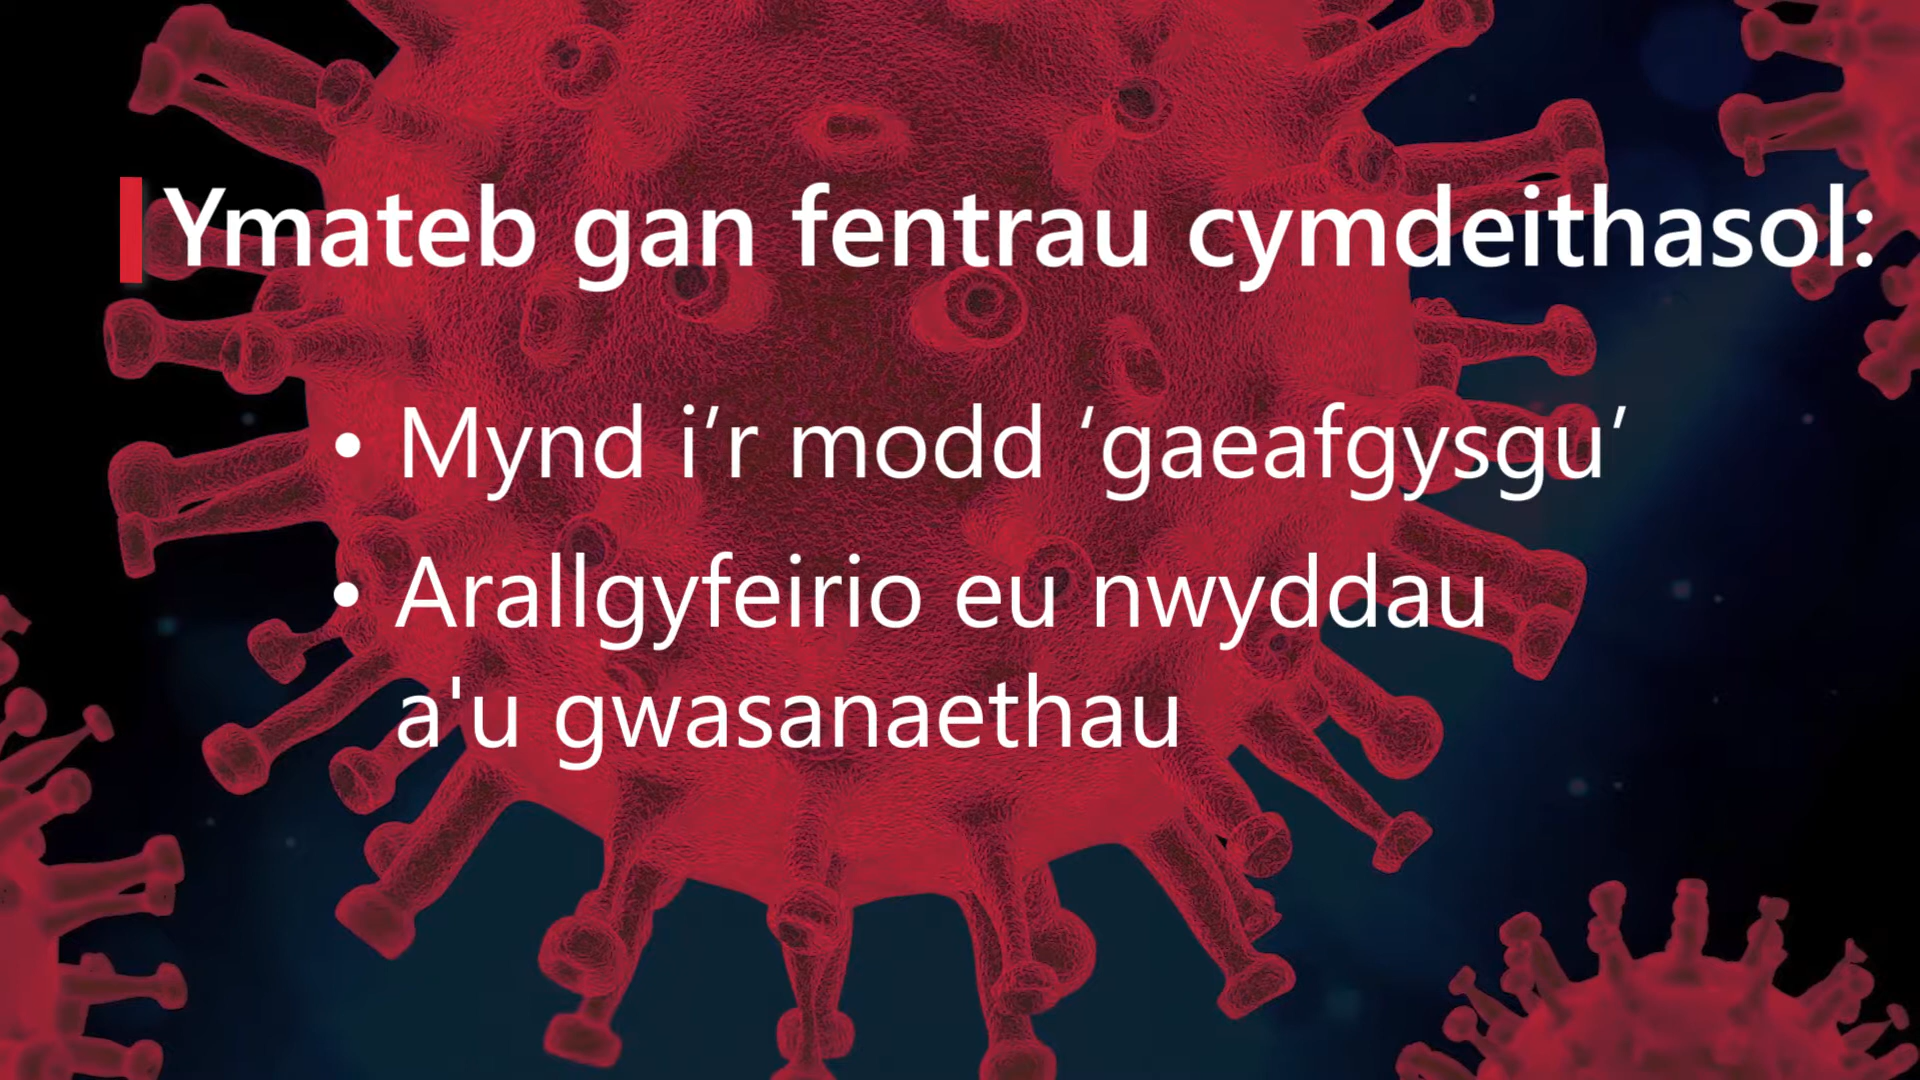 Ymateb gan fentrau cymdeithasol:
• Mynd i’r modd ‘gaeafgysgu’
• Arallgyfeirio eu nwyddau
a'u gwasanaethau